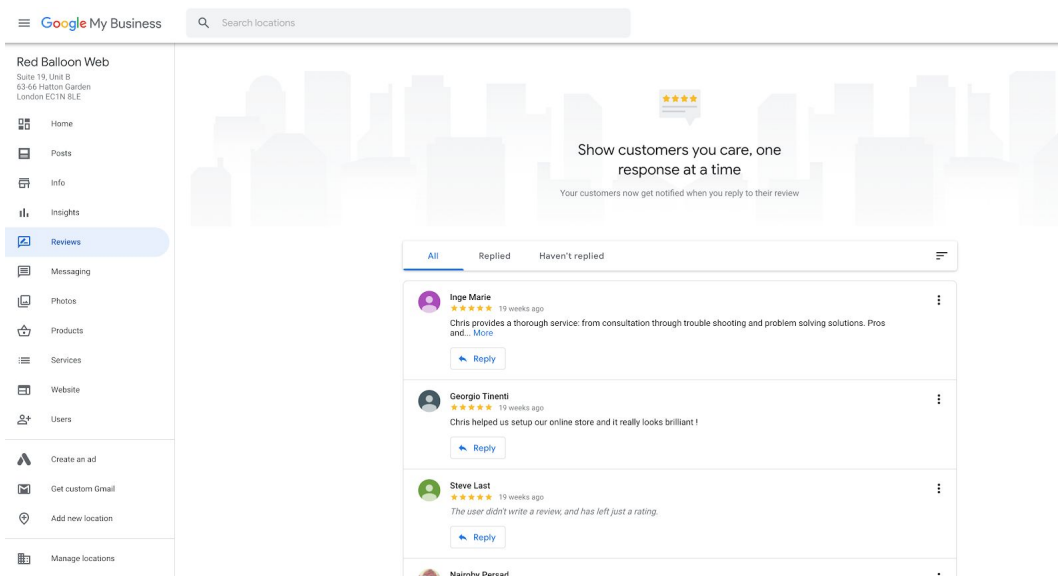 Google My Business
Search locations
Red Balloon Web
Suite 19, Unit B
63-66 Hatton Garden
London EC1N 8LE
Home
Posts
Info
Insights
Reviews
Messaging
Photos
Products
Services
Website
Users
Create an ad
Get custom Gmail
Add new location
Manage locations
Show customers you care, one
response at a time
Your customers now get notified when you reply to their review
All Replied Haven't replied
Inge Marie
19 weeks ago
Chris provides a thorough service: from consultation through trouble shooting and problem solving solutions. Pros
and... More
Reply
Georgio Tinenti
19 weeks ago
Chris helped us setup our online store and it really looks brilliant !
Reply
Steve Last
19 weeks ago
The user didn't write a review, and has left just a rating.
Reply
Nairoby Persad